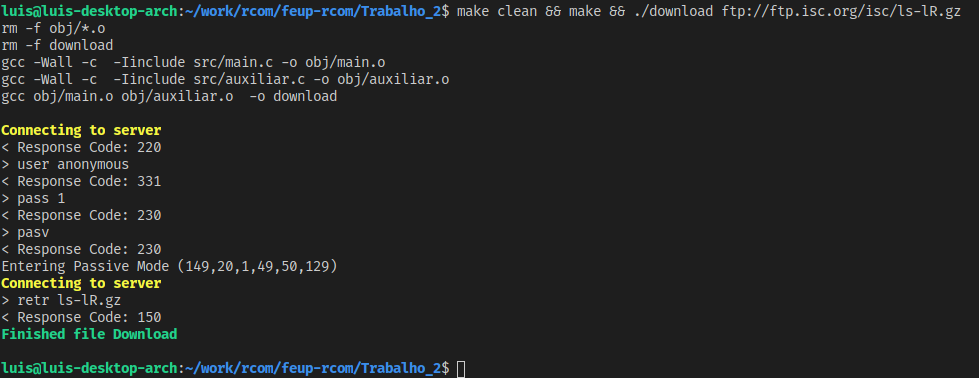 luis@luis-desktop-arch:~/work/rcom/feup-rcom/Trabalho_2$ make clean && make && ./download ftp://ftp.isc.org/isc/ls-lR.gz
rm -f obj/*.o
rm -f download
gcc -Wall -c  -Iinclude src/main.c -o obj/main.o
gcc -Wall -c  -Iinclude src/auxiliar.c -o obj/auxiliar.o
gcc obj/main.o obj/auxiliar.o  -o download
Connecting to server
< Response Code: 220
> user anonymous
< Response Code: 331
> pass 1
< Response Code: 230
> pasv
< Response Code: 230
Entering Passive Mode (149,20,1,49,50,129)
Connecting to server
> retr ls-lR.gz
< Response Code: 150
Finished file Download
luis@luis-desktop-arch:~/work/rcom/feup-rcom/Trabalho_2$